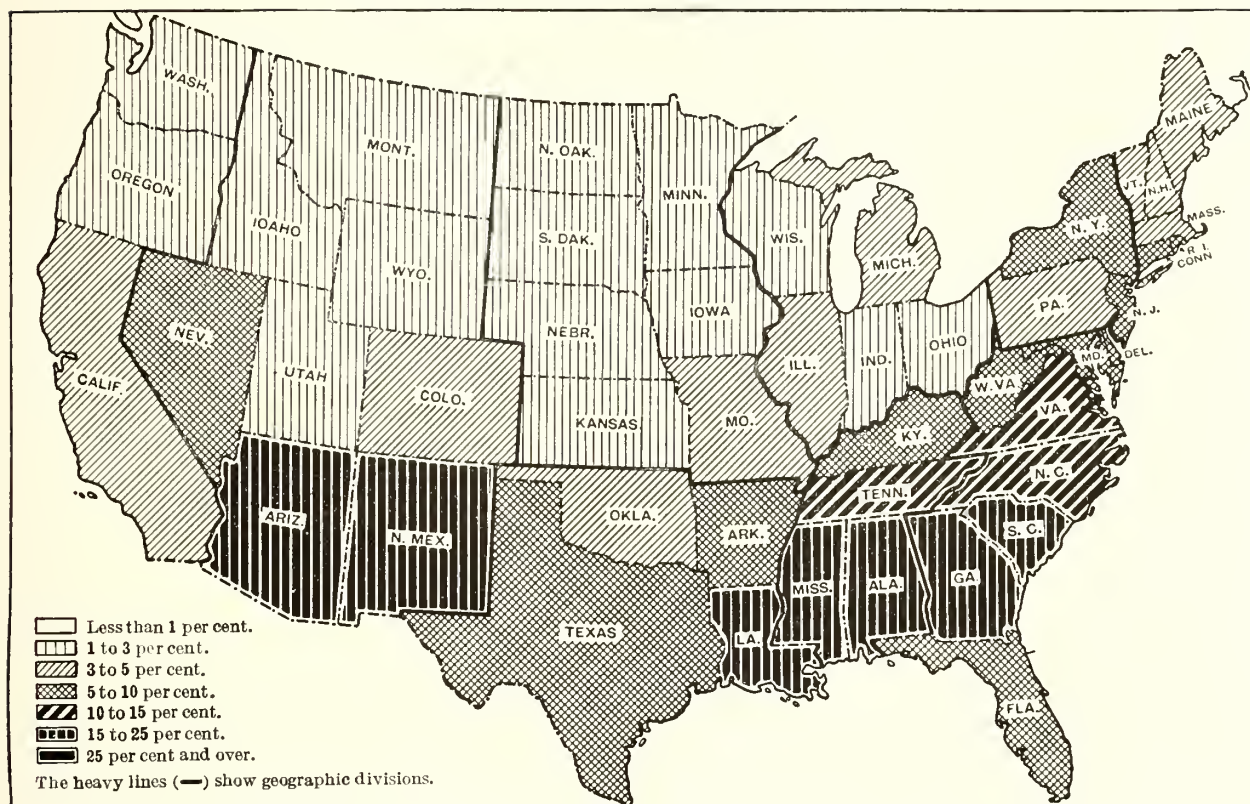 WASH.
OREGON
CALIF.
NEV.
IOAHO
MONT.
WYO.
UTAH
COLO.
ARIZ.
N. MEX.
N. OAK.
S. DAK.
NEBR.
KANSAS.
OKLA.
TEXAS
MINN.
IOWA
MO.
ARK.
LA.
WIS.
ILL.
MICH.
IND.
OHIO
KY.
TENN.
MISS.
ALA.
GA.
FLA.
S. C.
N. C.
VA.
W. VA.
MD.
DEL.
PA.
N. J.
N. Y.
CONN
R. I.
MASS.
VT.
N.H.
MAINE
Less than 1 per cent.
1 to 3 per cent.
3 to 5 per cent.
5 to 10 per cent.
10 to 15 per cent.
15 to 25 per cent.
25 per cent and over.
The heavy lines (━) show geographic divisions.